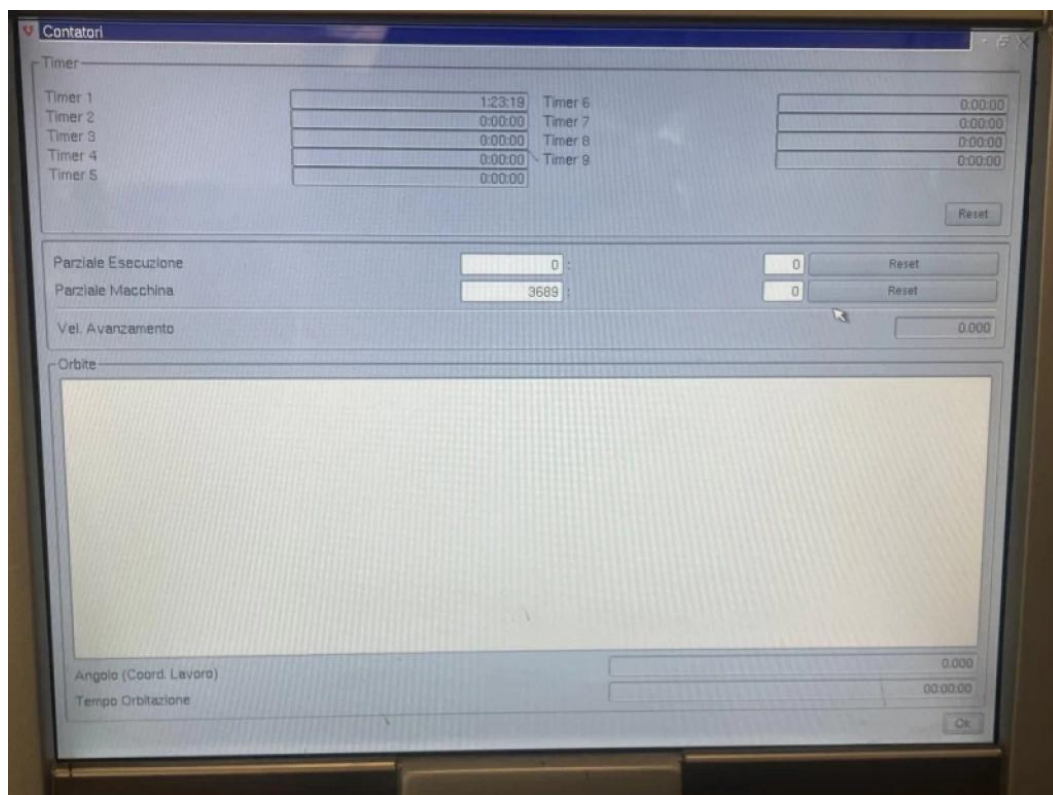 Contatori
Timer
Timer 1 1:23:19 Timer 6 0:00:00
Timer 2 0:00:00 Timer 7 0:00:00
Timer 3 0:00:00 Timer 8 0:00:00
Timer 4 0:00:00 Timer 9 0:00:00
Timer 5 0:00:00
Reset
Parziale Esecuzione 0 : 0 Reset
Parziale Macchina 3689 : 0 Reset
Vel. Avanzamento 0.000
Orbite
Angolo (Coord. Lavoro) 0.000
Tempo Orbitazione 00:00:00
Ok